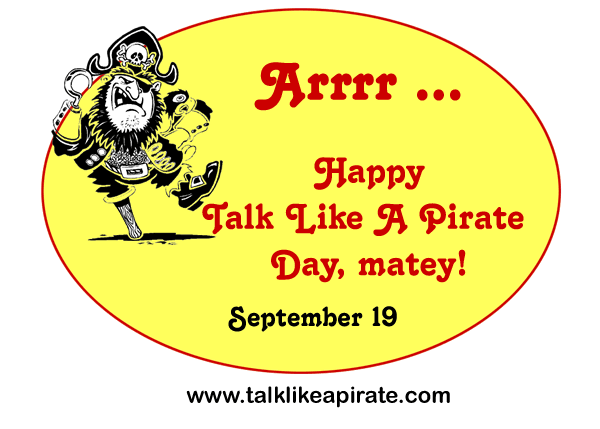 Arrrr ...
Happy
Talk Like A Pirate
Day, matey!
September 19
www.talklikeapirate.com